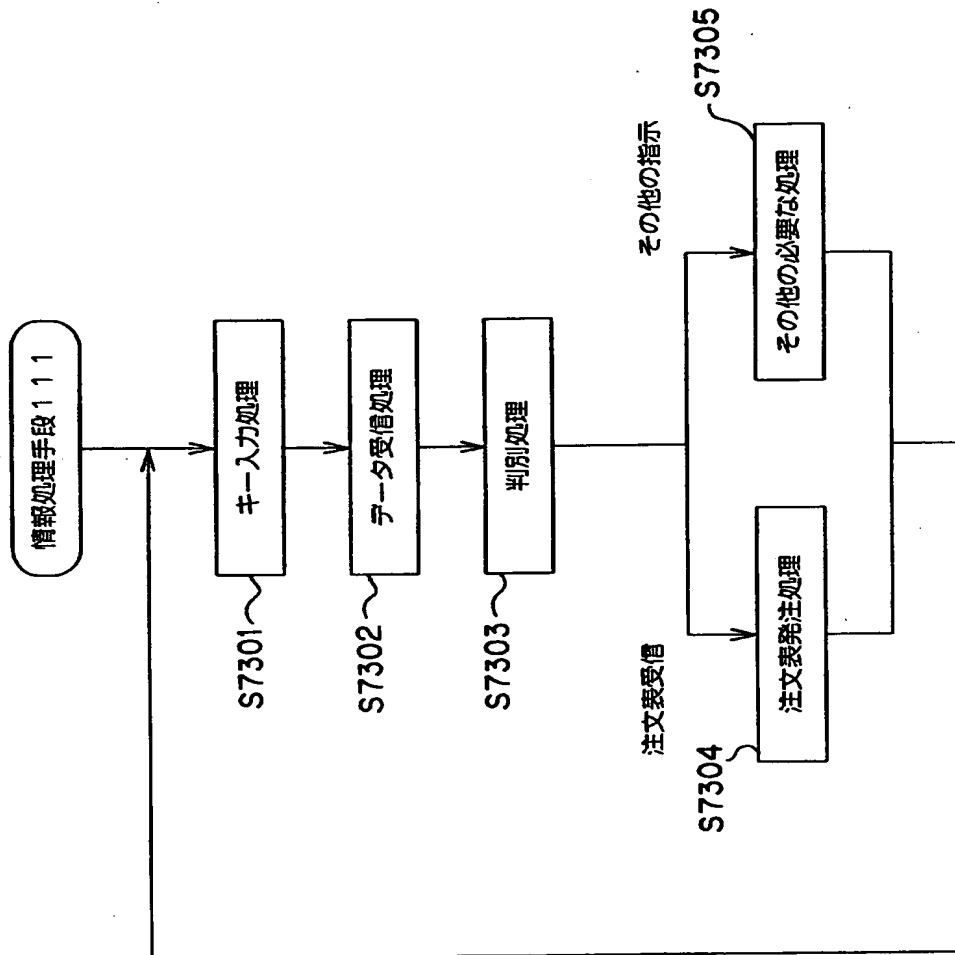 情報処理手段111
キー入力処理
S7301
データ受信処理
S7302
判別処理
S7303
注文表受信
その他の指示
注文表発注処理
S7304
その他の必要な処理
S7305